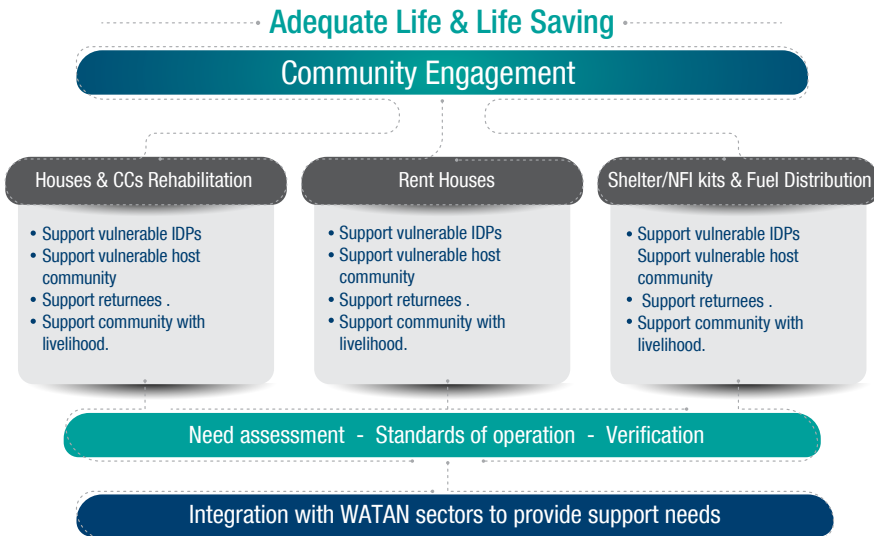 Adequate Life & Life Saving
Community Engagement
Houses & CCs Rehabilitation
• Support vulnerable IDPs
• Support vulnerable host
community
• Support returnees .
• Support community with
livelihood.
Rent Houses
• Support vulnerable IDPs
• Support vulnerable host
community
• Support returnees .
• Support community with
livelihood.
Shelter/NFI kits & Fuel Distribution
• Support vulnerable IDPs
Support vulnerable host
community
• Support returnees .
• Support community with
livelihood.
Need assessment - Standards of operation - Verification
Integration with WATAN sectors to provide support needs